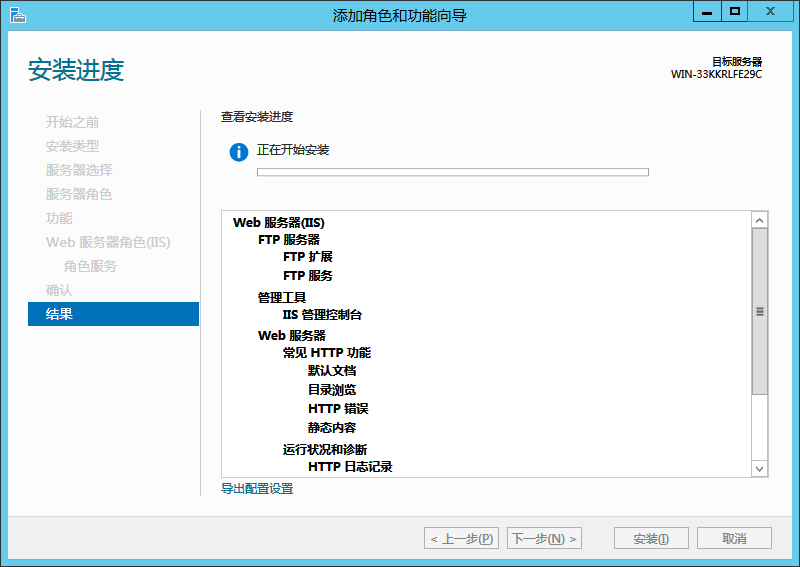 添加角色和功能向导
安装进度
目标服务器
WIN-33KKRLFE29C
开始之前
安装类型
服务器选择
服务器角色
功能
Web 服务器角色(IIS)
角色服务
确认
结果
查看安装进度
正在开始安装
Web 服务器(IIS)
FTP 服务器
FTP 扩展
FTP 服务
管理工具
IIS 管理控制台
Web 服务器
常见 HTTP 功能
默认文档
目录浏览
HTTP 错误
静态内容
运行状况和诊断
HTTP 日志记录
导出配置设置
< 上一步(P) 下一步(N) > 安装(I) 取消